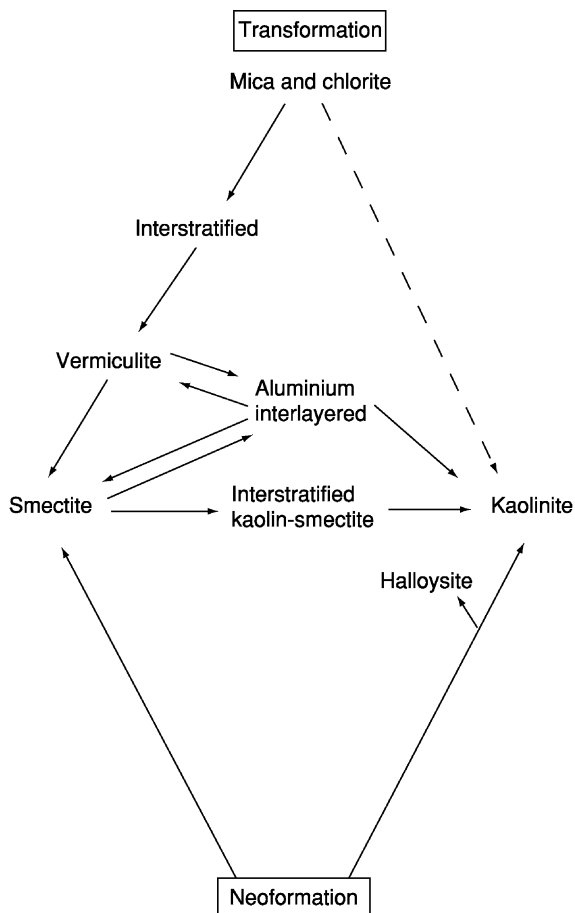 Transformation
Mica and chlorite
Interstratified
Vermiculite
Aluminium
interlayered
Smectite
Interstratified
kaolin-smectite
Kaolinite
Halloysite
Neoformation